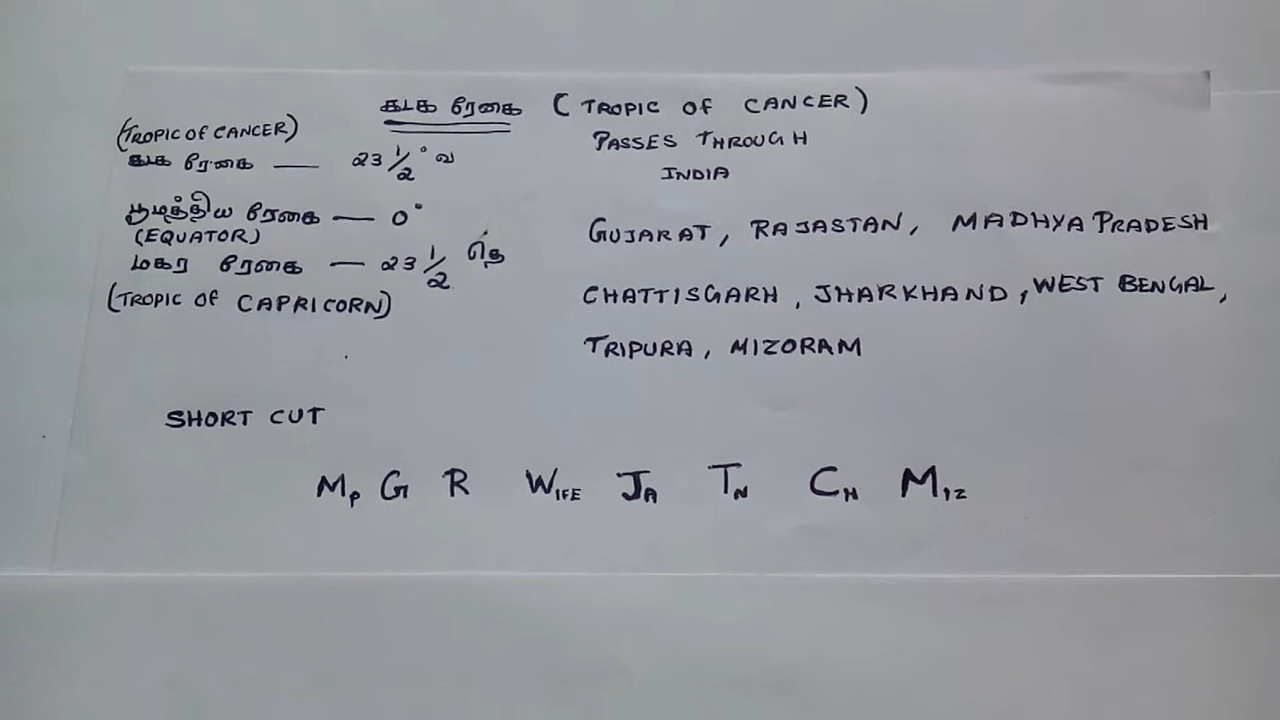 கடக ரேகை (TROPIC OF CANCER)
PASSES THROUGH
INDIA
(TROPIC OF CANCER)
கடக ரேகை — 23 1/2° வ
பூமத்திய ரேகை — 0°
(EQUATOR)
மகர ரேகை — 23 1/2 தெ
(TROPIC OF CAPRICORN)
GUJARAT, RAJASTAN, MADHYA PRADESH
CHATTISGARH, JHARKHAND, WEST BENGAL,
TRIPURA, MIZORAM
SHORT CUT
MP G R WIFE JA TN CH MIZ